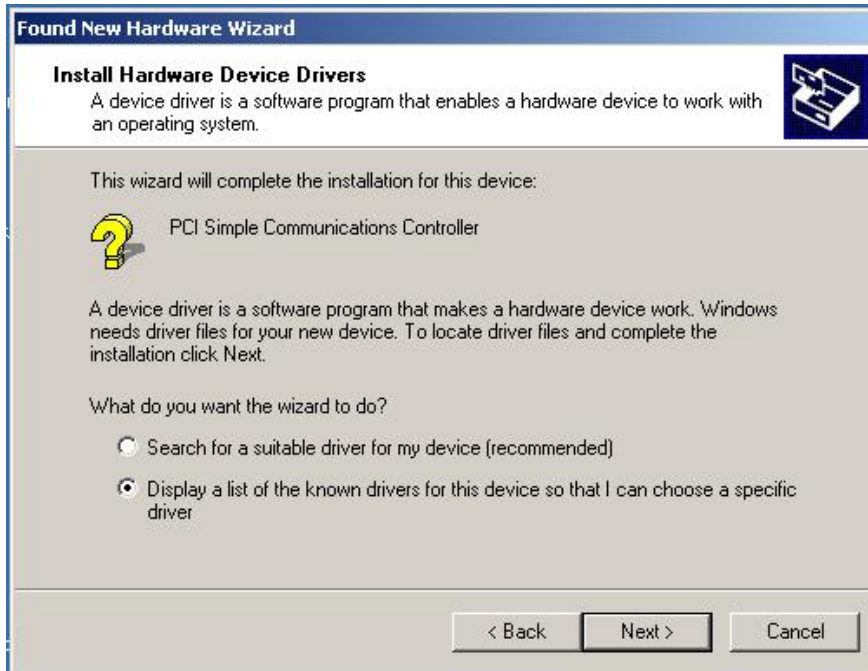 Found New Hardware Wizard
Install Hardware Device Drivers
A device driver is a software program that enables a hardware device to work with
an operating system.
This wizard will complete the installation for this device:
PCI Simple Communications Controller
A device driver is a software program that makes a hardware device work. Windows
needs driver files for your new device. To locate driver files and complete the
installation click Next.
What do you want the wizard to do?
Search for a suitable driver for my device (recommended)
Display a list of the known drivers for this device so that I can choose a specific
driver
< Back Next > Cancel